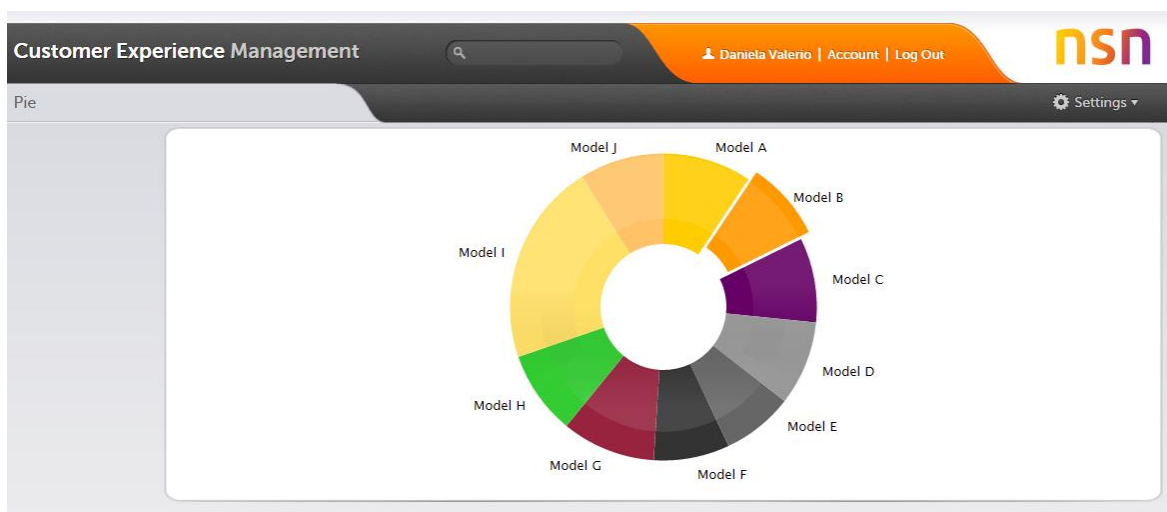 Customer Experience Management
Daniela Valerio | Account | Log Out
nsn
Pie
Settings
Model J
Model A
Model B
Model I
Model C
Model D
Model H
Model E
Model G
Model F